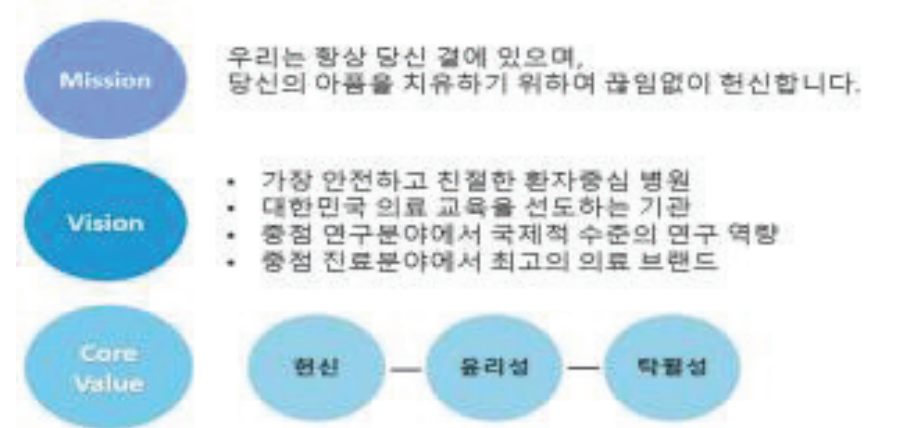 Mission
우리는 항상 당신 곁에 있으며,
당신의 아픔을 치유하기 위하여 끊임없이 헌신합니다.
Vision
• 가장 안전하고 친절한 환자중심 병원
• 대한민국 의료 교육을 선도하는 기관
• 중점 연구분야에서 국제적 수준의 연구 역량
• 중점 진료분야에서 최고의 의료 브랜드
Core
Value
헌신 — 윤리성 — 탁월성